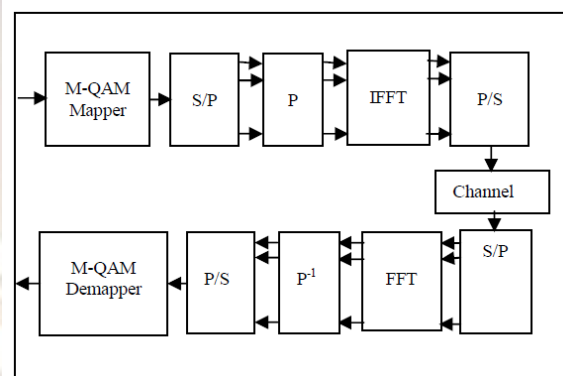 M-QAM
Mapper
S/P
P
IFFT
P/S
Channel
S/P
M-QAM
Demapper
P/S
P⁻¹
FFT